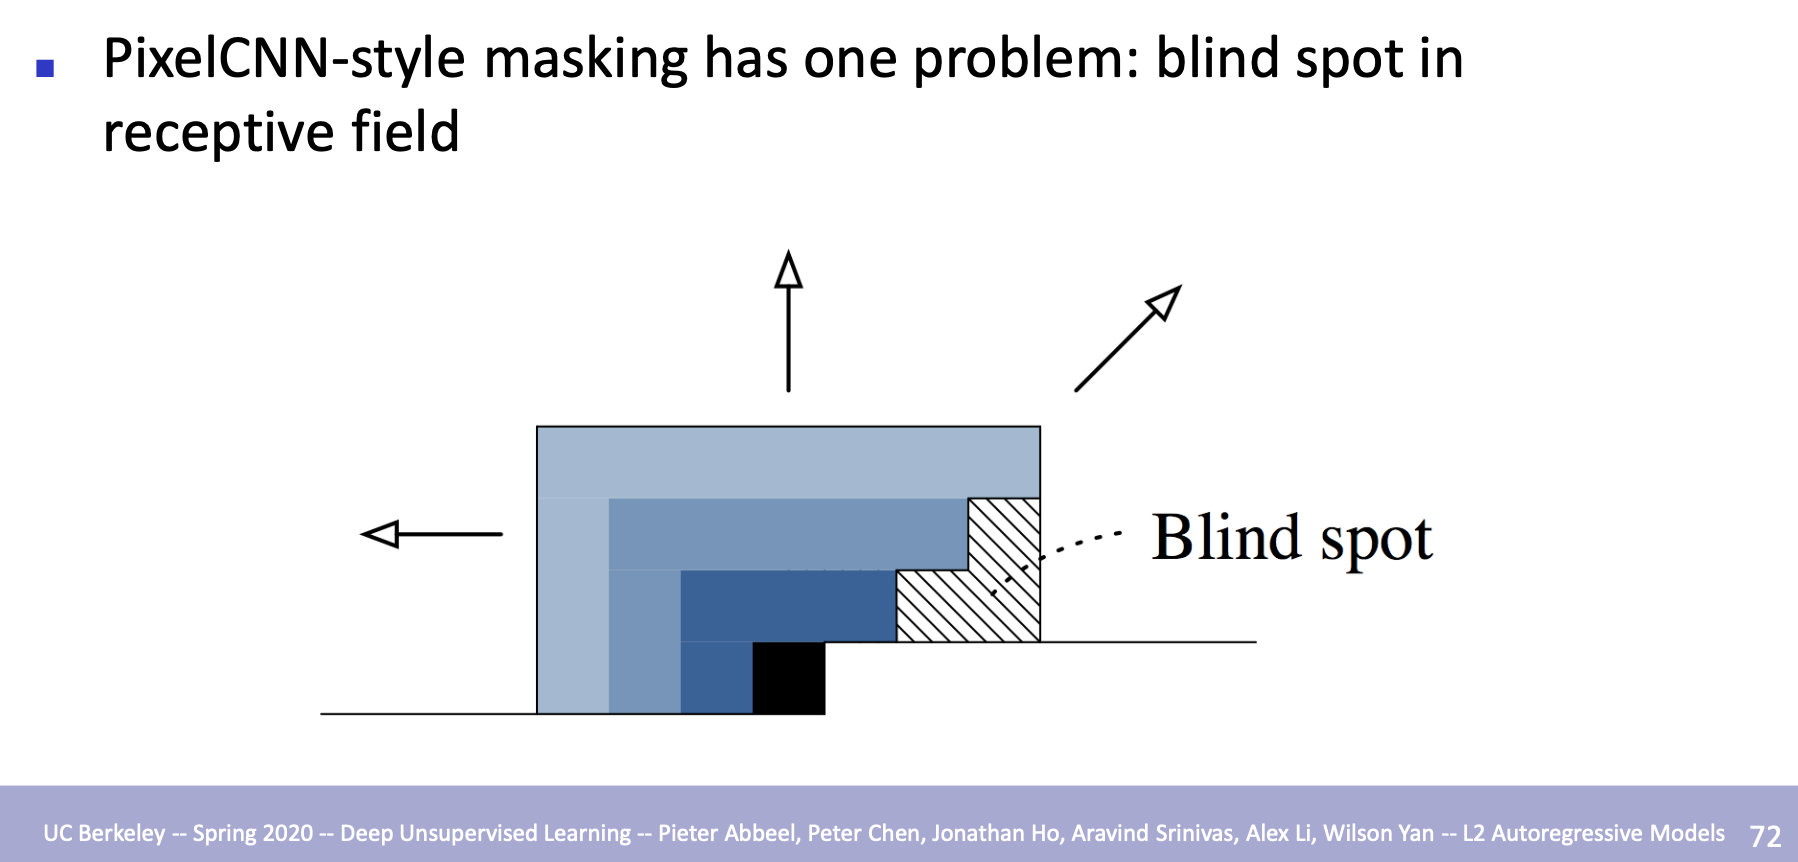 PixelCNN-style masking has one problem: blind spot in
receptive field
Blind spot
UC Berkeley -- Spring 2020 -- Deep Unsupervised Learning -- Pieter Abbeel, Peter Chen, Jonathan Ho, Aravind Srinivas, Alex Li, Wilson Yan -- L2 Autoregressive Models 72